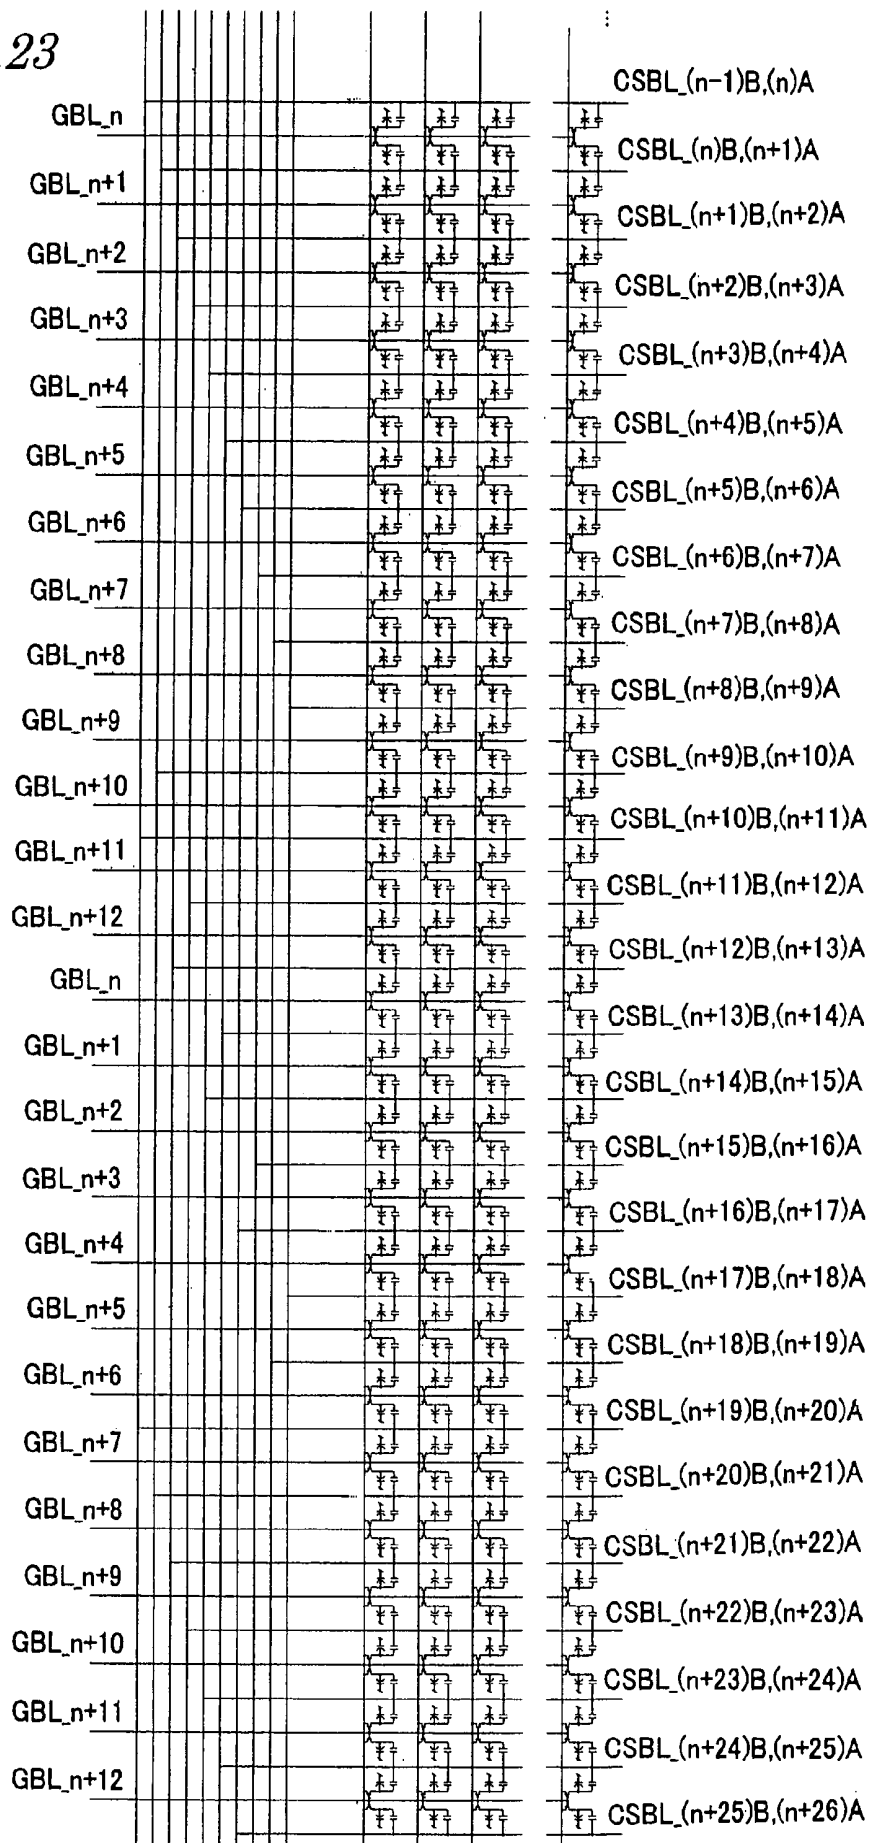 23
CSBL_(n-1)B,(n)A
GBL_n
CSBL_(n)B,(n+1)A
GBL_n+1
CSBL_(n+1)B,(n+2)A
GBL_n+2
CSBL_(n+2)B,(n+3)A
GBL_n+3
CSBL_(n+3)B,(n+4)A
GBL_n+4
CSBL_(n+4)B,(n+5)A
GBL_n+5
CSBL_(n+5)B,(n+6)A
GBL_n+6
CSBL_(n+6)B,(n+7)A
GBL_n+7
CSBL_(n+7)B,(n+8)A
GBL_n+8
CSBL_(n+8)B,(n+9)A
GBL_n+9
CSBL_(n+9)B,(n+10)A
GBL_n+10
CSBL_(n+10)B,(n+11)A
GBL_n+11
CSBL_(n+11)B,(n+12)A
GBL_n+12
CSBL_(n+12)B,(n+13)A
GBL_n
CSBL_(n+13)B,(n+14)A
GBL_n+1
CSBL_(n+14)B,(n+15)A
GBL_n+2
CSBL_(n+15)B,(n+16)A
GBL_n+3
CSBL_(n+16)B,(n+17)A
GBL_n+4
CSBL_(n+17)B,(n+18)A
GBL_n+5
CSBL_(n+18)B,(n+19)A
GBL_n+6
CSBL_(n+19)B,(n+20)A
GBL_n+7
CSBL_(n+20)B,(n+21)A
GBL_n+8
CSBL_(n+21)B,(n+22)A
GBL_n+9
CSBL_(n+22)B,(n+23)A
GBL_n+10
CSBL_(n+23)B,(n+24)A
GBL_n+11
CSBL_(n+24)B,(n+25)A
GBL_n+12
CSBL_(n+25)B,(n+26)A